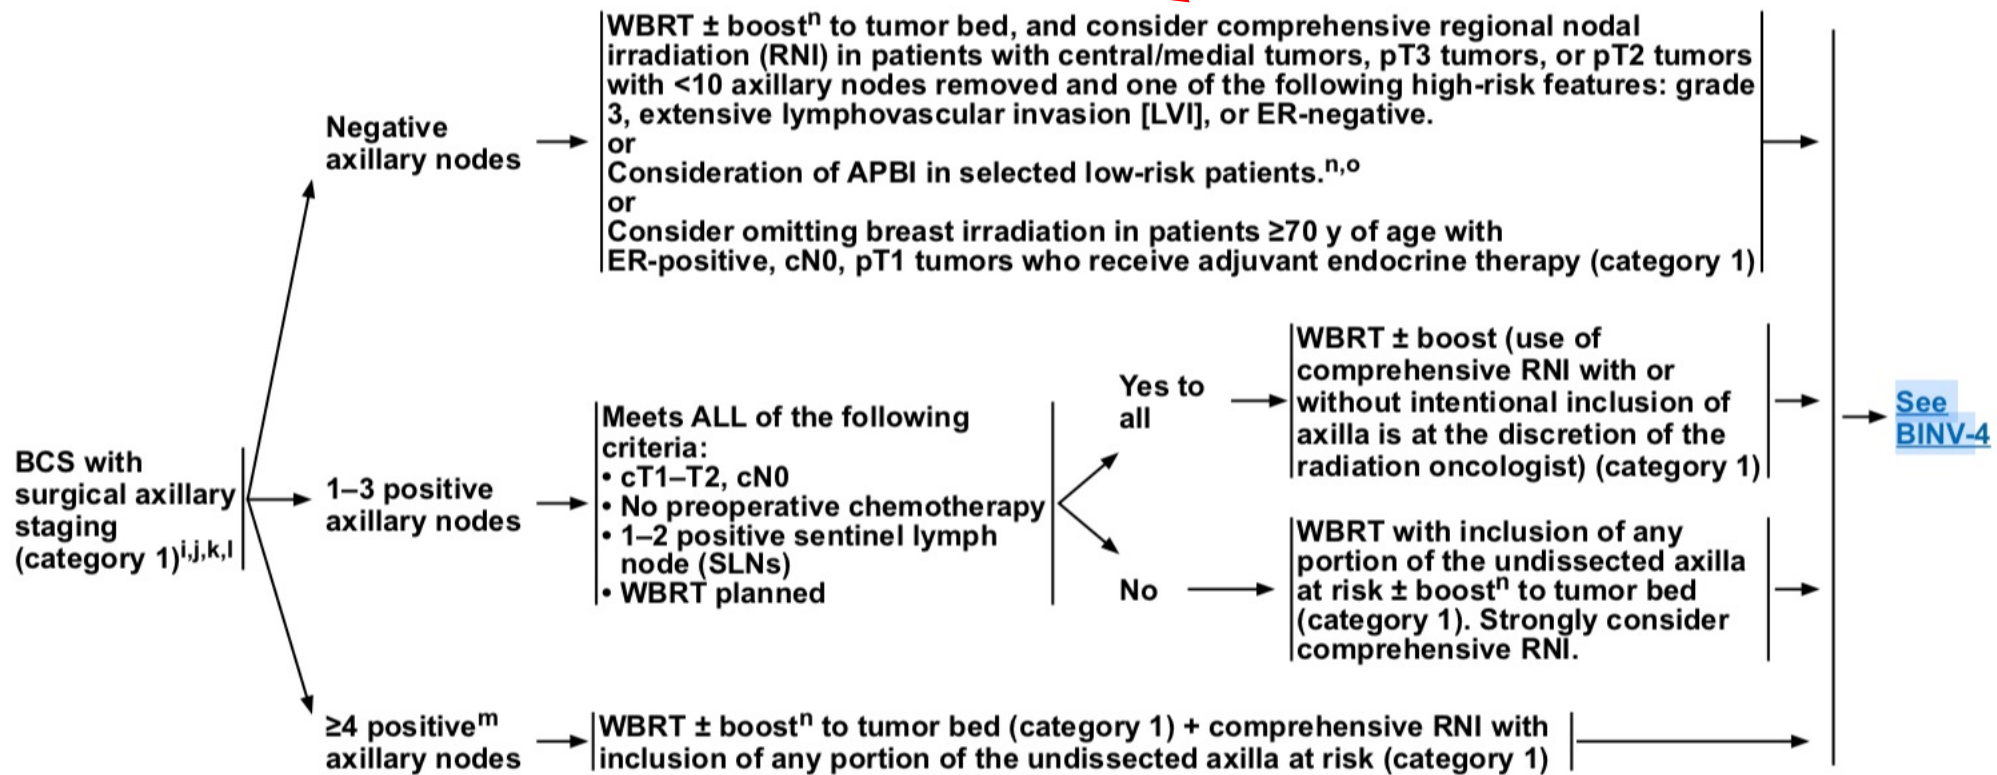 WBRT ± boostⁿ to tumor bed, and consider comprehensive regional nodal
irradiation (RNI) in patients with central/medial tumors, pT3 tumors, or pT2 tumors
with <10 axillary nodes removed and one of the following high-risk features: grade
3, extensive lymphovascular invasion [LVI], or ER-negative.
or
Consideration of APBI in selected low-risk patients.ⁿ,ᵒ
or
Consider omitting breast irradiation in patients ≥70 y of age with
ER-positive, cN0, pT1 tumors who receive adjuvant endocrine therapy (category 1)
Negative
axillary nodes
BCS with
surgical axillary
staging
(category 1)ⁱ,ʲ,ᵏ,ˡ
1–3 positive
axillary nodes
Meets ALL of the following
criteria:
• cT1–T2, cN0
• No preoperative chemotherapy
• 1–2 positive sentinel lymph
node (SLNs)
• WBRT planned
Yes to
all
WBRT ± boost (use of
comprehensive RNI with or
without intentional inclusion of
axilla is at the discretion of the
radiation oncologist) (category 1)
No
WBRT with inclusion of any
portion of the undissected axilla
at risk ± boostⁿ to tumor bed
(category 1). Strongly consider
comprehensive RNI.
See
BINV-4
≥4 positiveᵐ
axillary nodes
WBRT ± boostⁿ to tumor bed (category 1) + comprehensive RNI with
inclusion of any portion of the undissected axilla at risk (category 1)